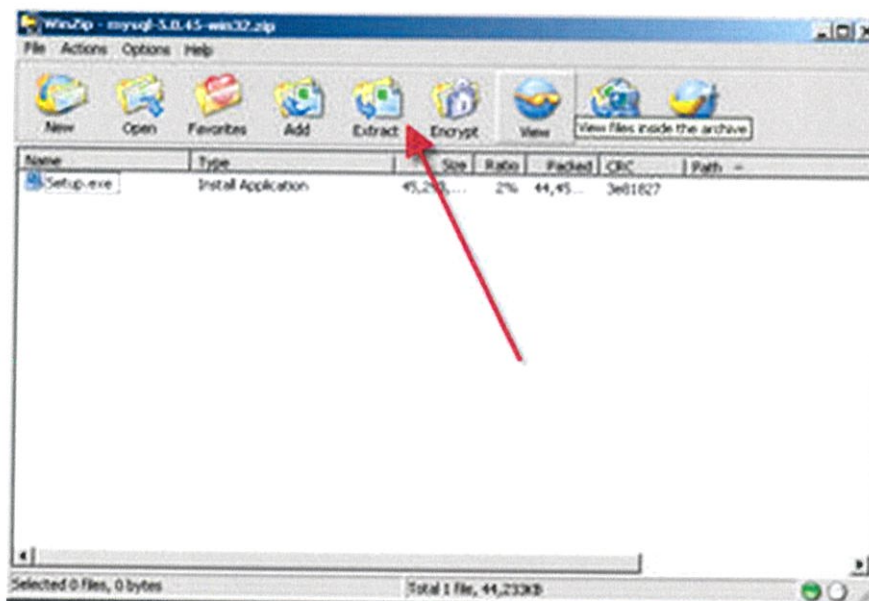 WinZip - mysql-5.0.45-win32.zip
File Actions Options Help
New Open Favorites Add Extract Encrypt View
View files inside the archive
Name Type Size Ratio Packed CRC Path
Setup.exe Install Application 2% 44,45... 3e81827
Selected 0 files, 0 bytes
Total 1 file, 44,233KB